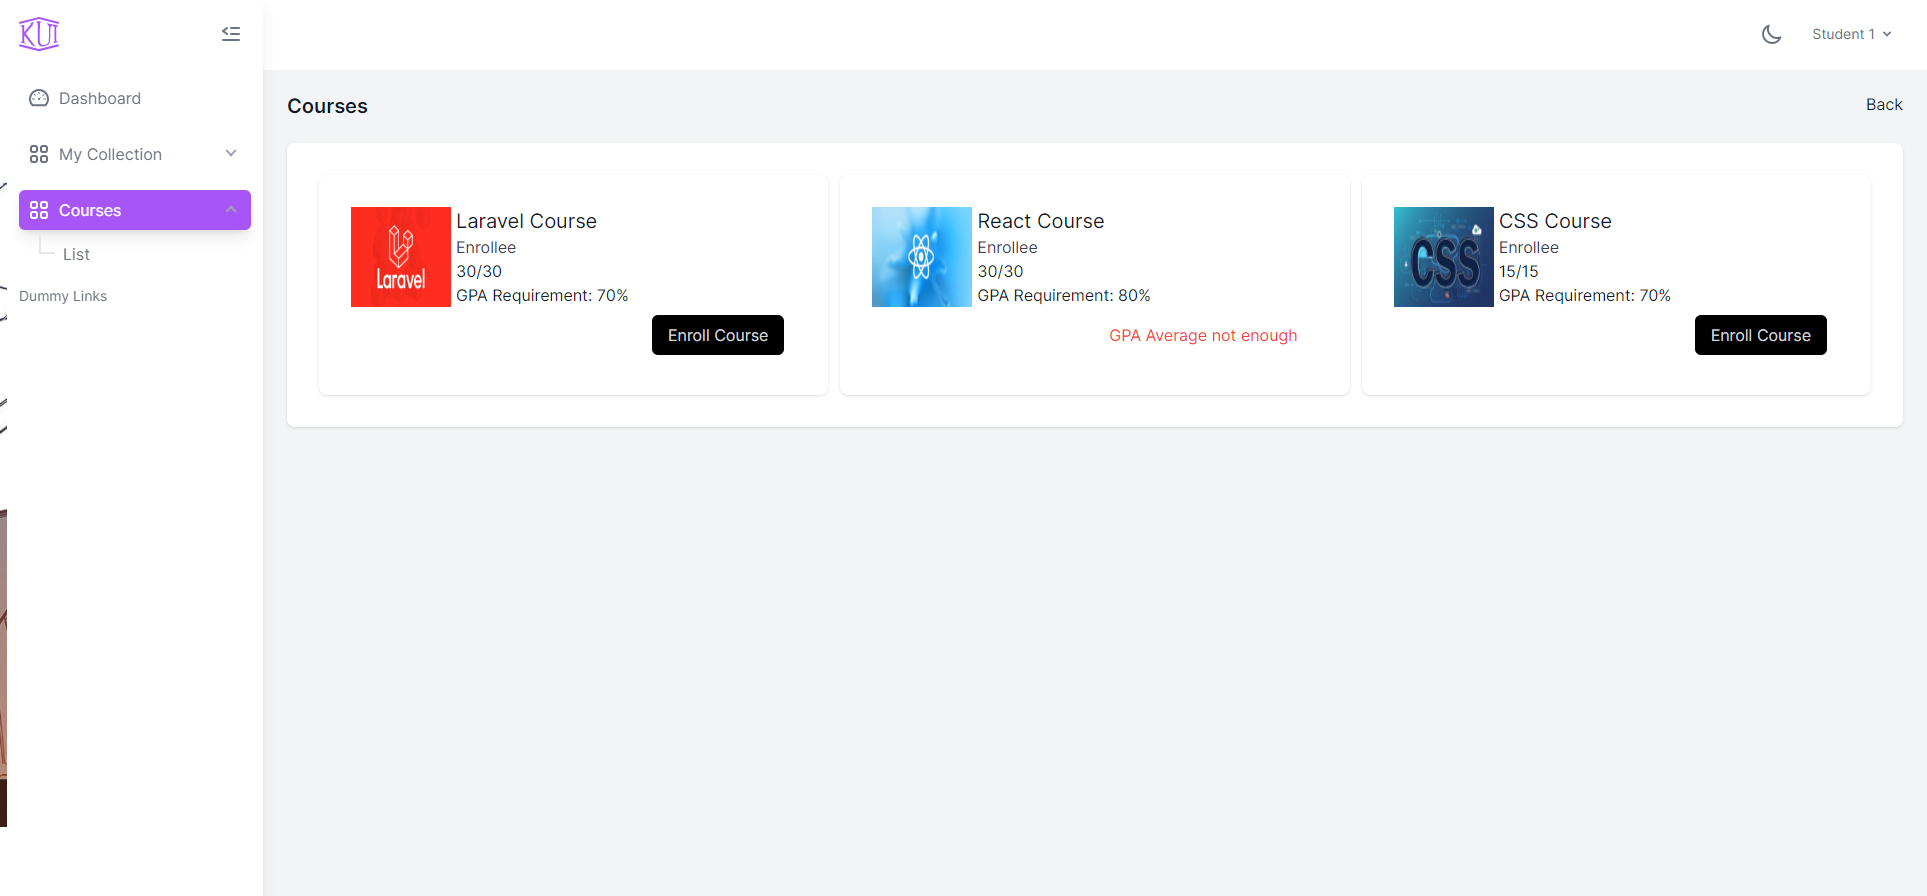 KUI
Student 1
Dashboard
My Collection
Courses
List
Dummy Links
Courses
Back
Laravel
Laravel Course
Enrollee
30/30
GPA Requirement: 70%
Enroll Course
React Course
Enrollee
30/30
GPA Requirement: 80%
GPA Average not enough
CSS
CSS Course
Enrollee
15/15
GPA Requirement: 70%
Enroll Course